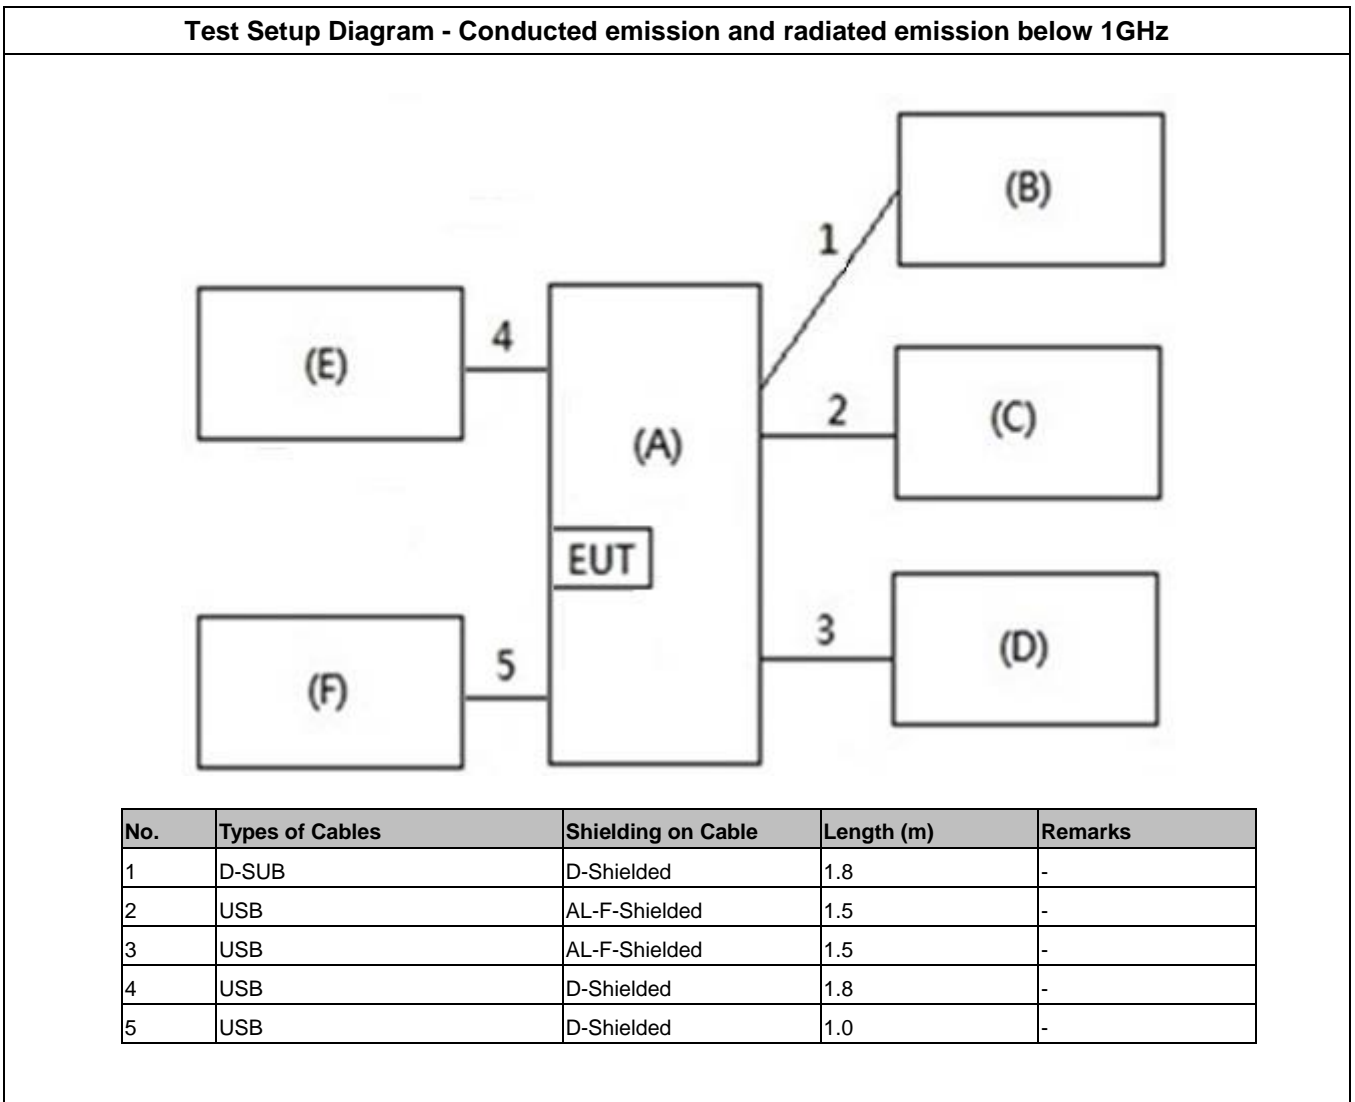 Test Setup Diagram - Conducted emission and radiated emission below 1GHz
(B)
1
(E)
4
(A)
2
(C)
EUT
3
(D)
(F)
5
No. Types of Cables Shielding on Cable Length (m) Remarks
1 D-SUB D-Shielded 1.8 -
2 USB AL-F-Shielded 1.5 -
3 USB AL-F-Shielded 1.5 -
4 USB D-Shielded 1.8 -
5 USB D-Shielded 1.0 -